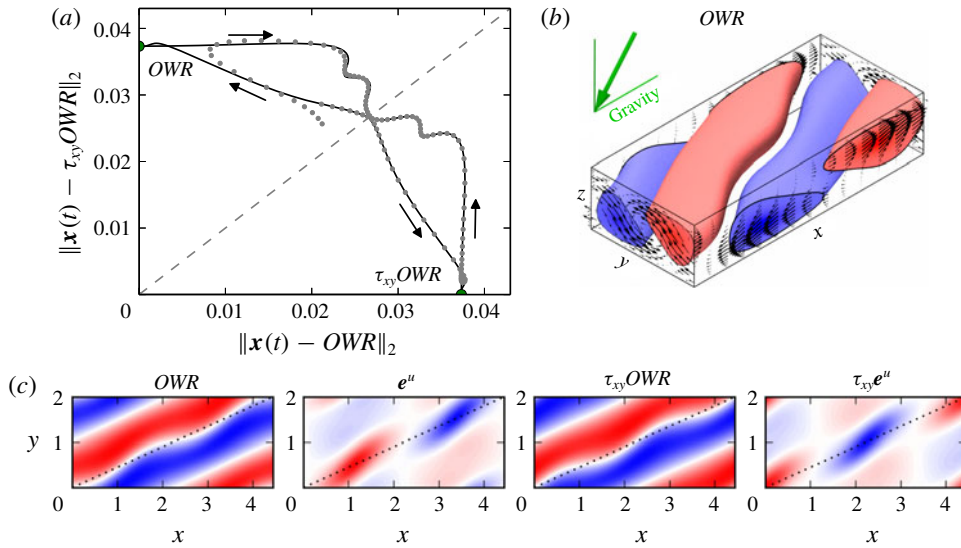 (a)
0.04
0.03
0.02
0.01
0
0.01
0.02
0.03
0.04
‖x(t) − τxyOWR‖2
‖x(t) − OWR‖2
OWR
τxyOWR
(b)
OWR
Gravity
z
y
x
(c)
OWR
e^u
τxyOWR
τxye^u
y
2
1
0
1
2
3
4
x
2
1
0
1
2
3
4
x
2
1
0
1
2
3
4
x
2
1
0
1
2
3
4
x